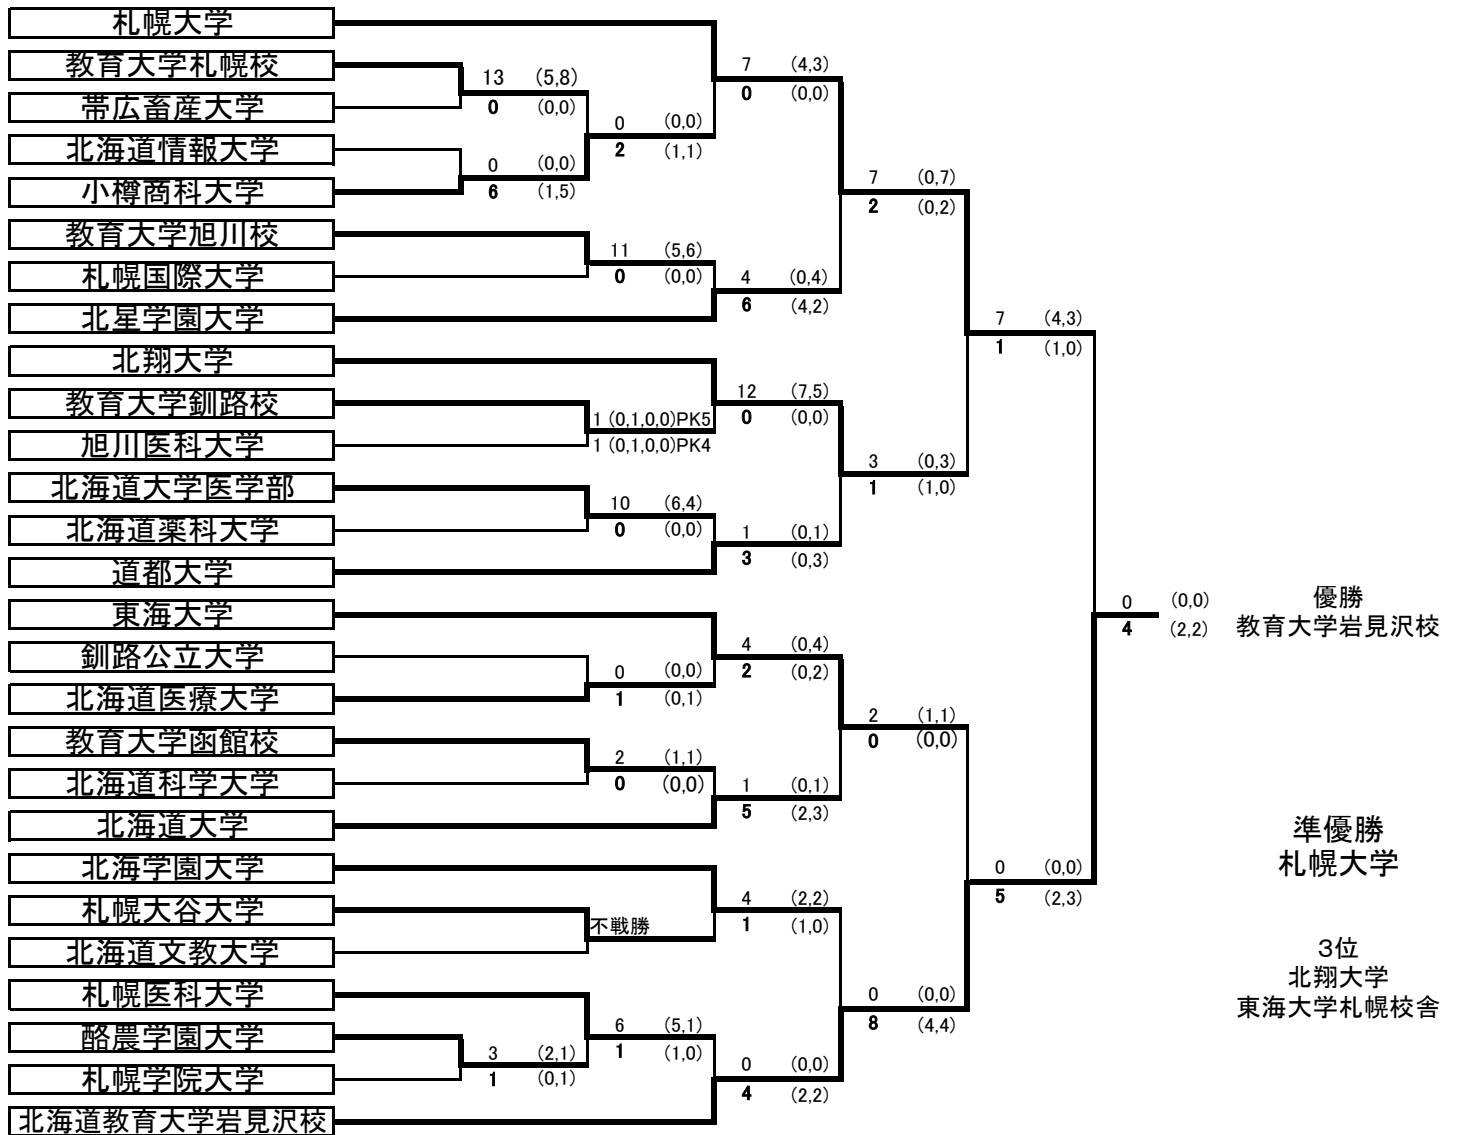 札幌大学
教育大学札幌校
帯広畜産大学
北海道情報大学
小樽商科大学
教育大学旭川校
札幌国際大学
北星学園大学
北翔大学
教育大学釧路校
旭川医科大学
北海道大学医学部
北海道薬科大学
道都大学
東海大学
釧路公立大学
北海道医療大学
教育大学函館校
北海道科学大学
北海道大学
北海学園大学
札幌大谷大学
北海道文教大学
札幌医科大学
酪農学園大学
札幌学院大学
北海道教育大学岩見沢校
13 (5,8)
0 (0,0)
0 (0,0)
6 (1,5)
3 (2,1)
1 (0,1)
0 (0,0)
2 (1,1)
11 (5,6)
0 (0,0)
1 (0,1,0,0)PK5
1 (0,1,0,0)PK4
10 (6,4)
0 (0,0)
0 (0,0)
1 (0,1)
2 (1,1)
0 (0,0)
不戦勝
6 (5,1)
1 (1,0)
7 (4,3)
0 (0,0)
4 (0,4)
6 (4,2)
12 (7,5)
0 (0,0)
1 (0,1)
3 (0,3)
4 (0,4)
2 (0,2)
1 (0,1)
5 (2,3)
4 (2,2)
1 (1,0)
0 (0,0)
4 (2,2)
7 (0,7)
2 (0,2)
3 (0,3)
1 (1,0)
2 (1,1)
0 (0,0)
0 (0,0)
8 (4,4)
7 (4,3)
1 (1,0)
0 (0,0)
5 (2,3)
0 (0,0)
4 (2,2)
優勝
教育大学岩見沢校
準優勝
札幌大学
3位
北翔大学
東海大学札幌校舎